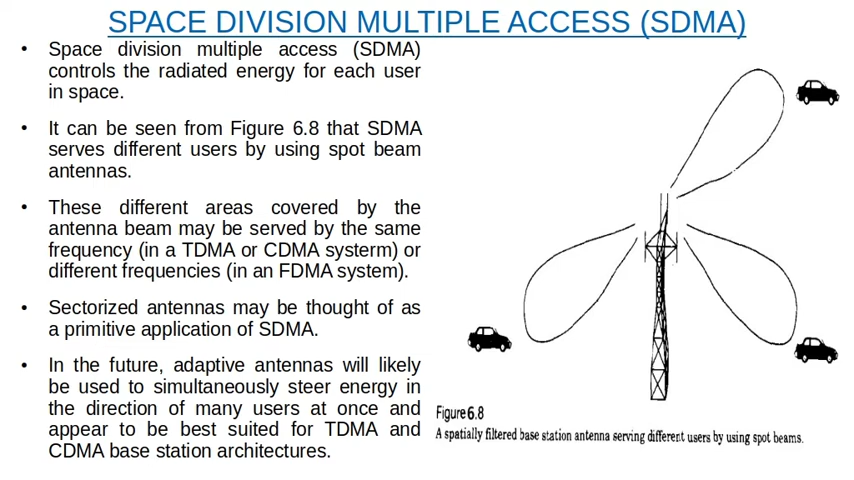 SPACE DIVISION MULTIPLE ACCESS (SDMA)
• Space division multiple access (SDMA)
controls the radiated energy for each user
in space.
• It can be seen from Figure 6.8 that SDMA
serves different users by using spot beam
antennas.
• These different areas covered by the
antenna beam may be served by the same
frequency (in a TDMA or CDMA systerm) or
different frequencies (in an FDMA system).
• Sectorized antennas may be thought of as
a primitive application of SDMA.
• In the future, adaptive antennas will likely
be used to simultaneously steer energy in
the direction of many users at once and
appear to be best suited for TDMA and
CDMA base station architectures.
Figure 6.8
A spatially filtered base station antenna serving different users by using spot beams.